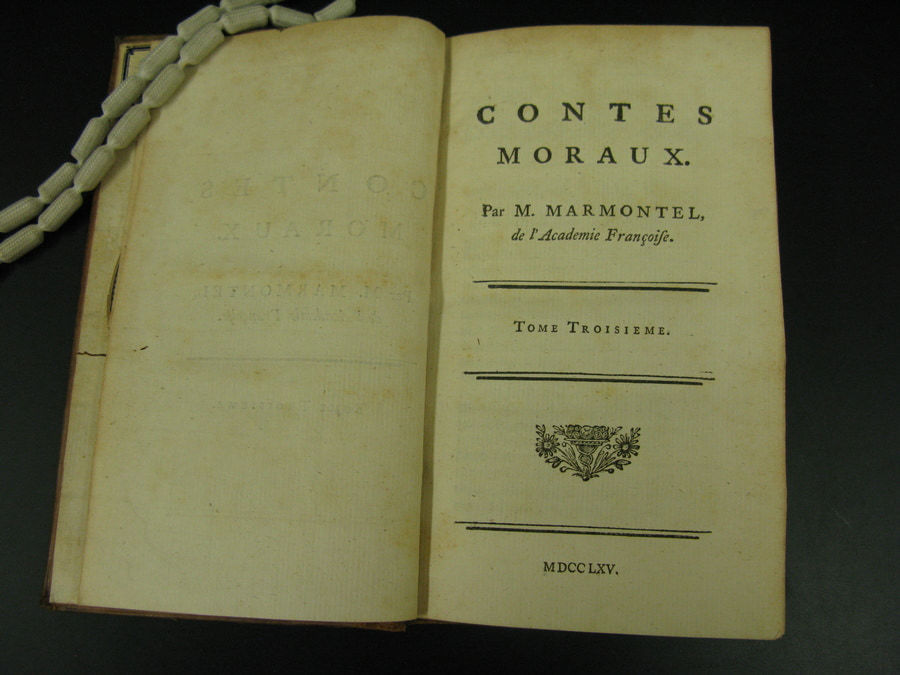 CONTES
MORAUX.
Par M. MARMONTEL,
de l'Academie Françoiſe.
TOME TROISIEME.
MDCCLXV.